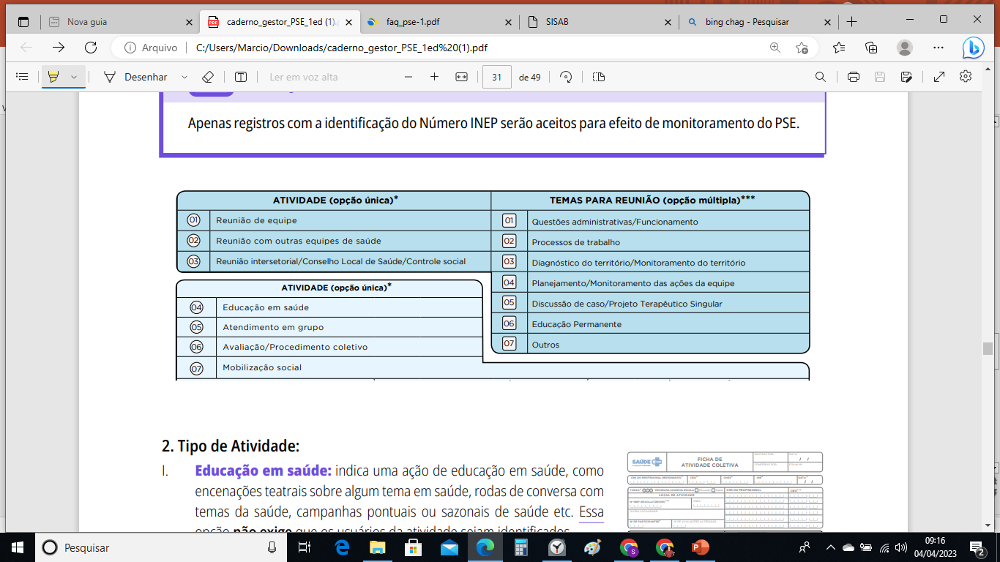 Nova guia
caderno_gestor_PSE_1ed (1).p
faq_pse-1.pdf
SISAB
bing chag - Pesquisar
Arquivo
C:/Users/Marcio/Downloads/caderno_gestor_PSE_1ed%20(1).pdf
Desenhar
Ler em voz alta
31
de 49
Apenas registros com a identificação do Número INEP serão aceitos para efeito de monitoramento do PSE.
ATIVIDADE (opção única)*
01 Reunião de equipe
02 Reunião com outras equipes de saúde
03 Reunião intersetorial/Conselho Local de Saúde/Controle social
TEMAS PARA REUNIÃO (opção múltipla)***
01 Questões administrativas/Funcionamento
02 Processos de trabalho
03 Diagnóstico do território/Monitoramento do território
04 Planejamento/Monitoramento das ações da equipe
05 Discussão de caso/Projeto Terapêutico Singular
06 Educação Permanente
07 Outros
ATIVIDADE (opção única)*
04 Educação em saúde
05 Atendimento em grupo
06 Avaliação/Procedimento coletivo
07 Mobilização social
2. Tipo de Atividade:
I. Educação em saúde: indica uma ação de educação em saúde, como
encenações teatrais sobre algum tema em saúde, rodas de conversa com
temas da saúde, campanhas pontuais ou sazonais de saúde etc. Essa
opção não exige que os usuários da atividade sejam identificados
SAÚDE
FICHA DE
ATIVIDADE COLETIVA
LOCAL DE ATIVIDADE
Pesquisar
09:16
04/04/2023
2